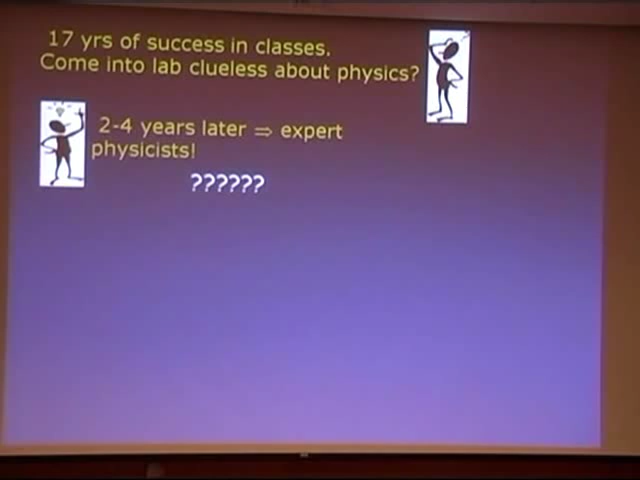 17 yrs of success in classes.
Come into lab clueless about physics?
2-4 years later ⇒ expert
physicists!
??????